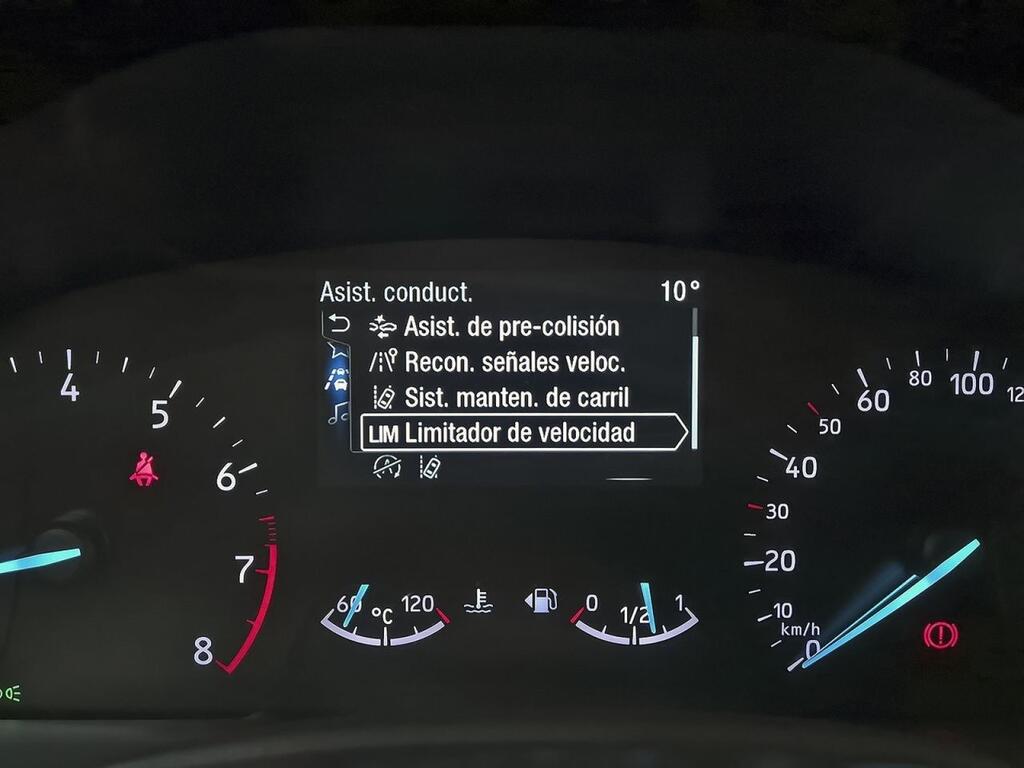 Asist. conduct. 10°
Asist. de pre-colisión
Recon. señales veloc.
Sist. manten. de carril
LIM Limitador de velocidad
4
5
6
7
8
60 °C 120
0 1/2 1
0
10
20
30
40
50
60
80
100
12
km/h